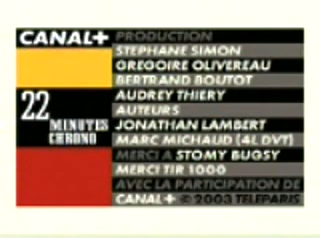 CANAL+
22
MINUTES
CHRONO
PRODUCTION
STEPHANE SIMON
GREGOIRE OLIVEREAU
BERTRAND BOUTOT
AUDREY THIERY
AUTEURS
JONATHAN LAMBERT
MARC MICHAUD (4L DVT)
MERCI A STOMY BUGSY
MERCI TIR 1000
AVEC LA PARTICIPATION DE
CANAL+ © 2003 TELEPARIS